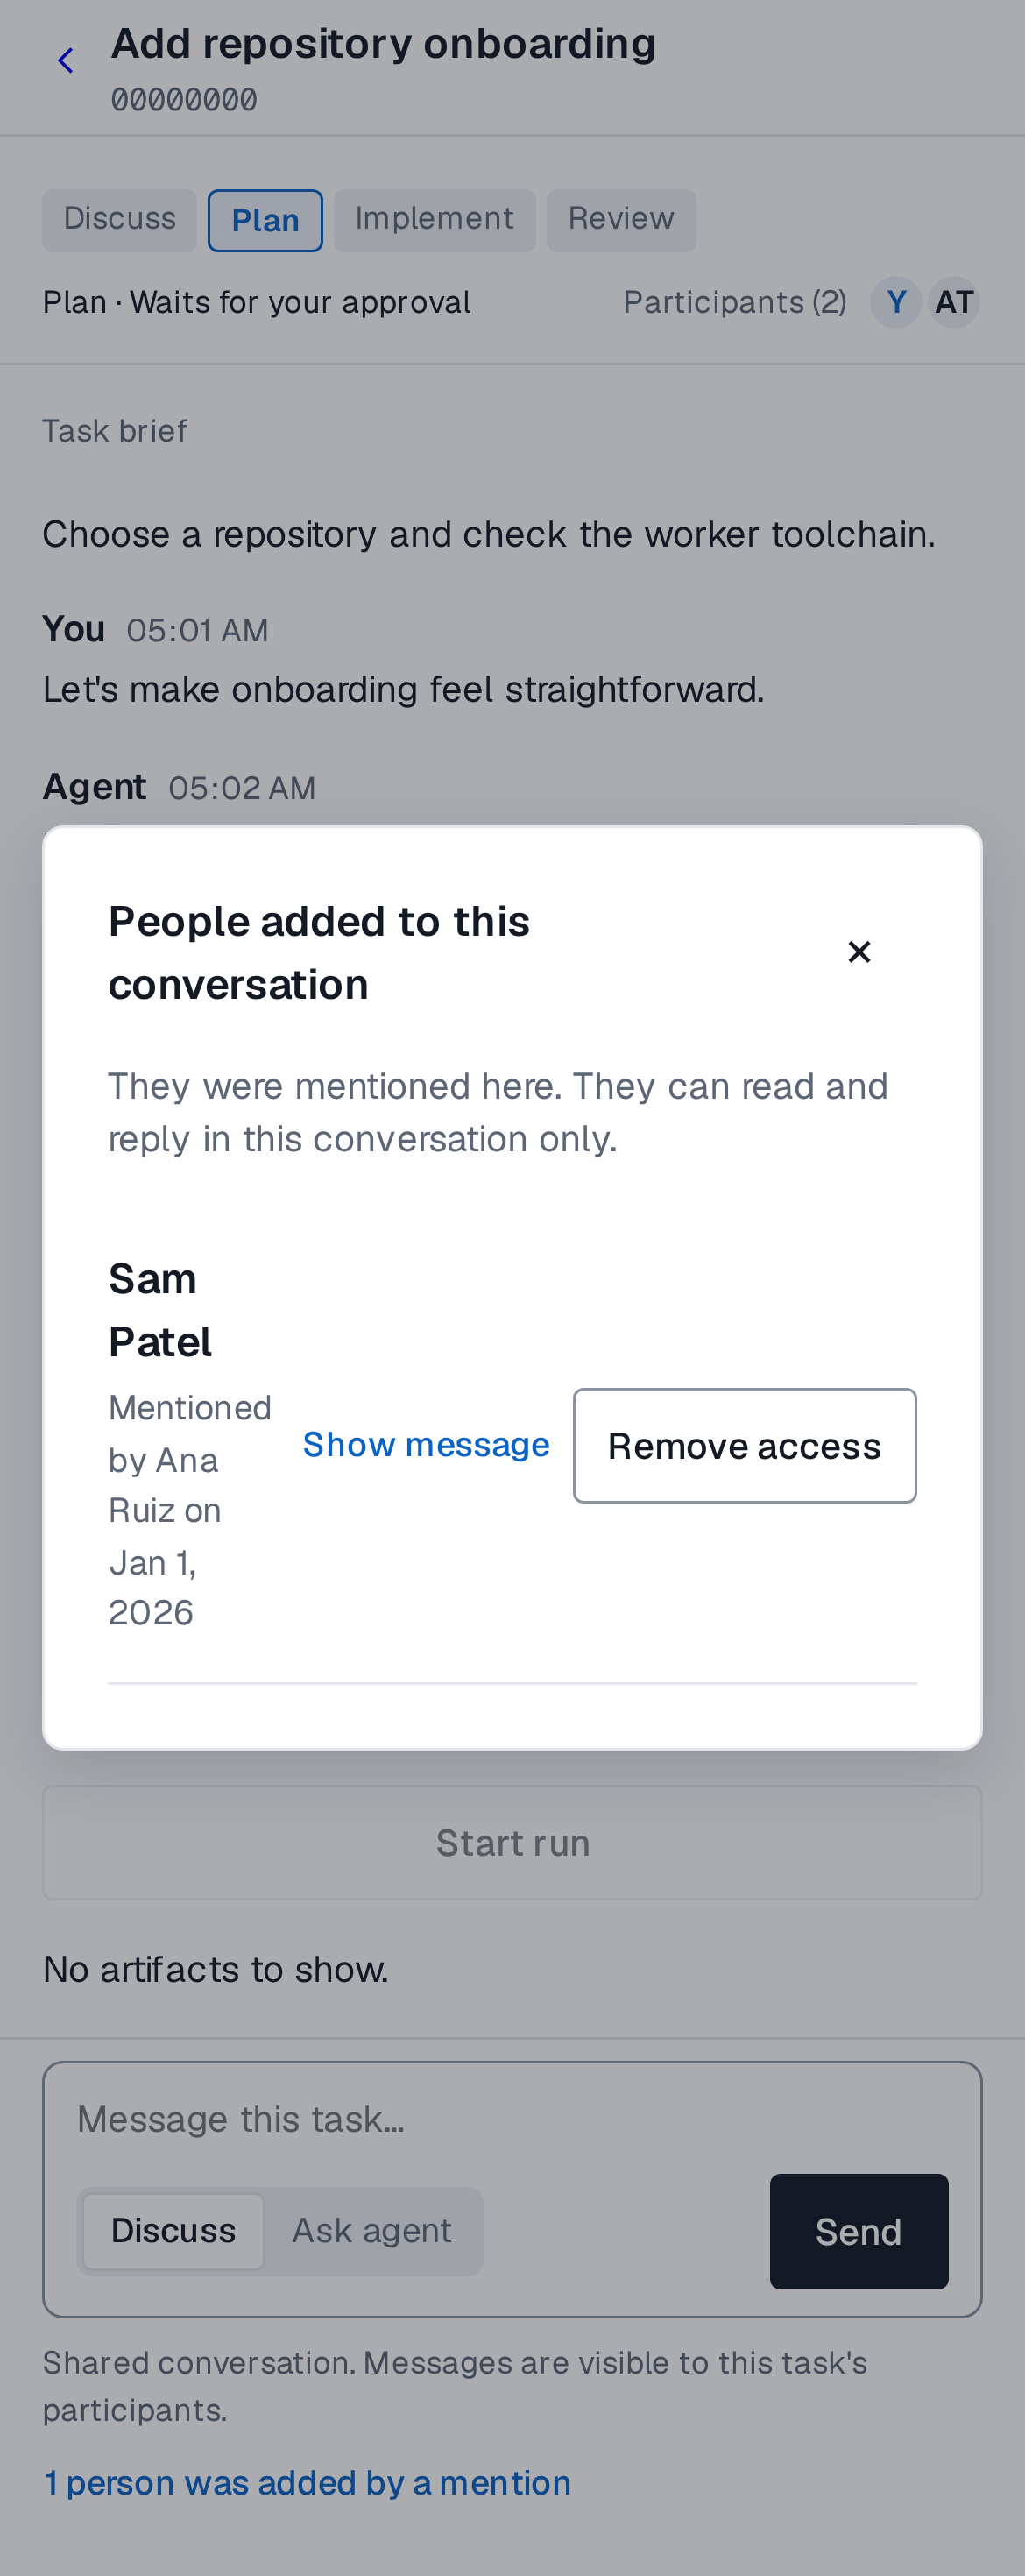 Add repository onboarding
00000000
Discuss
Plan
Implement
Review
Plan · Waits for your approval
Participants (2)
Y
AT
Task brief
Choose a repository and check the worker toolchain.
You 05:01 AM
Let's make onboarding feel straightforward.
Agent 05:02 AM
People added to this
conversation
×
They were mentioned here. They can read and
reply in this conversation only.
Sam
Patel
Mentioned
by Ana
Ruiz on
Jan 1,
2026
Show message
Remove access
Start run
No artifacts to show.
Message this task...
Discuss
Ask agent
Send
Shared conversation. Messages are visible to this task's
participants.
1 person was added by a mention